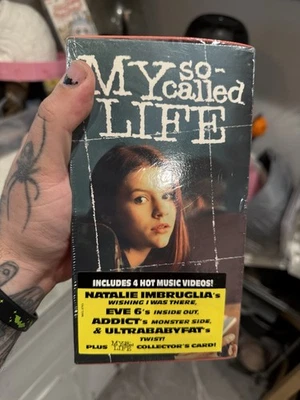 MY so-
called
LIFE
INCLUDES 4 HOT MUSIC VIDEOS!
NATALIE IMBRUGLIA's
WISHING I WAS THERE,
EVE 6's INSIDE OUT,
ADDICT's MONSTER SIDE,
& ULTRABABYFAT's
TWIST!
PLUS MY so-called LIFE COLLECTOR'S CARD!